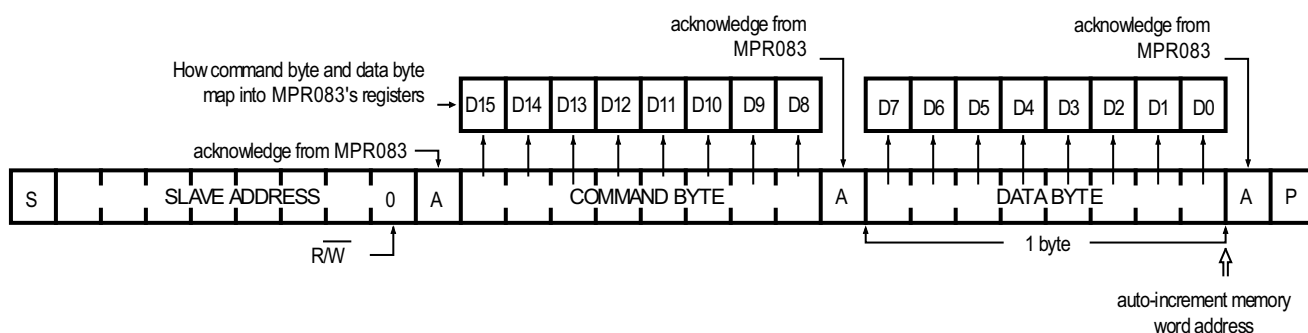 acknowledge from
MPR083
acknowledge from
MPR083
How command byte and data byte
map into MPR083's registers
D15 D14 D13 D12 D11 D10 D9 D8
D7 D6 D5 D4 D3 D2 D1 D0
acknowledge from MPR083
S SLAVE ADDRESS 0 A COMMAND BYTE A DATA BYTE A P
R/W̅
1 byte
auto-increment memory
word address